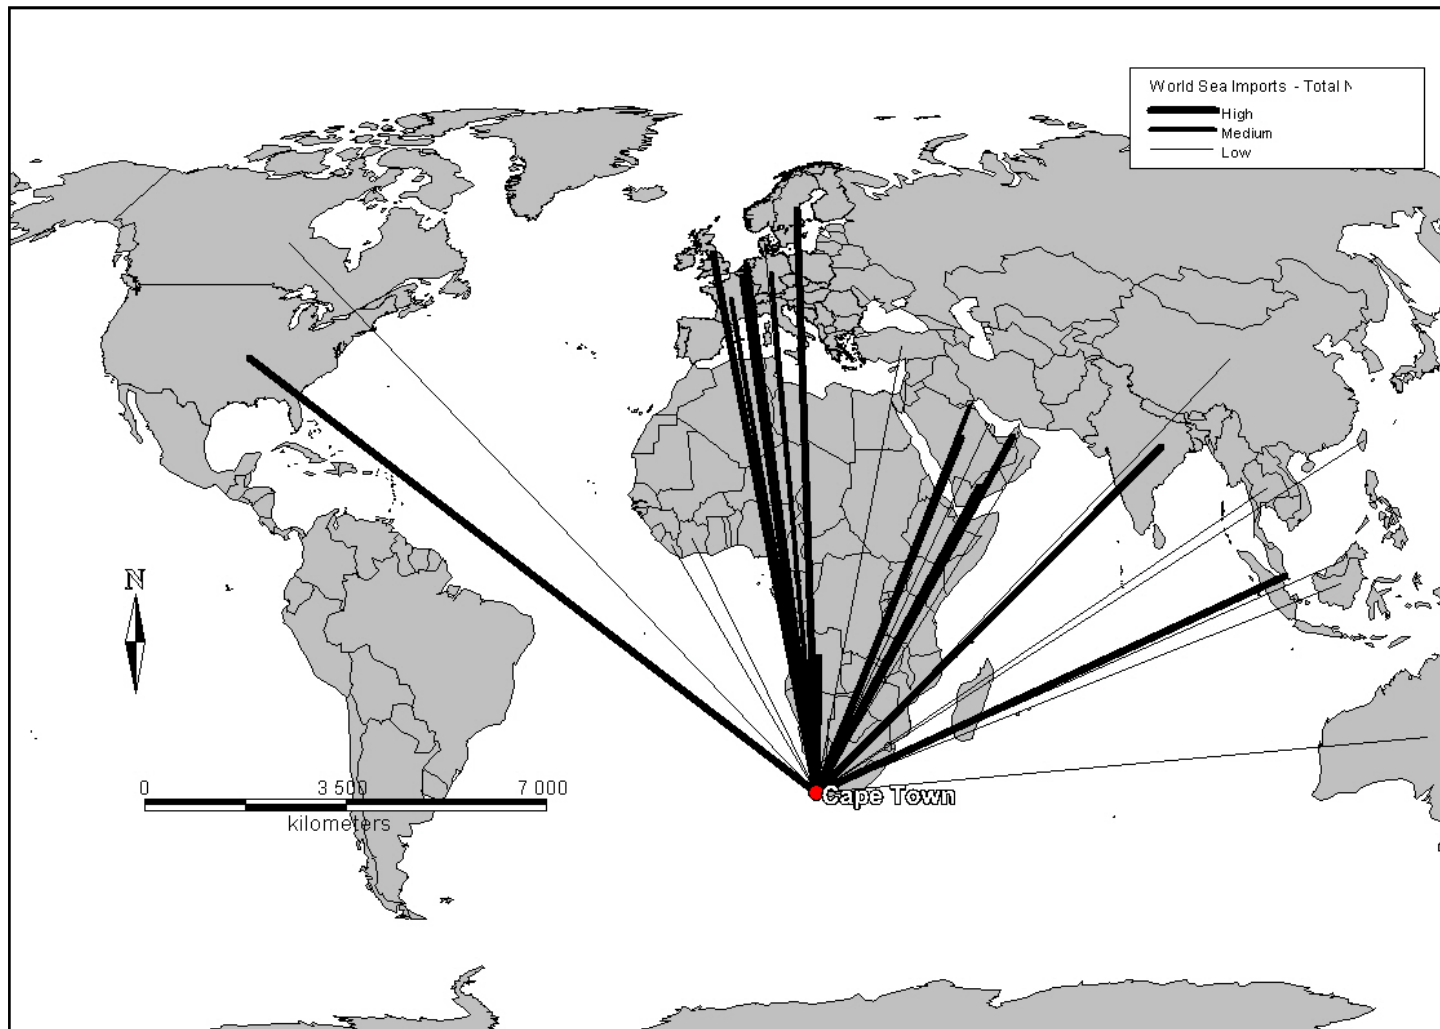 World Sea Imports - Total
High
Medium
Low
N
0 3 500 7 000
kilometers
Cape Town